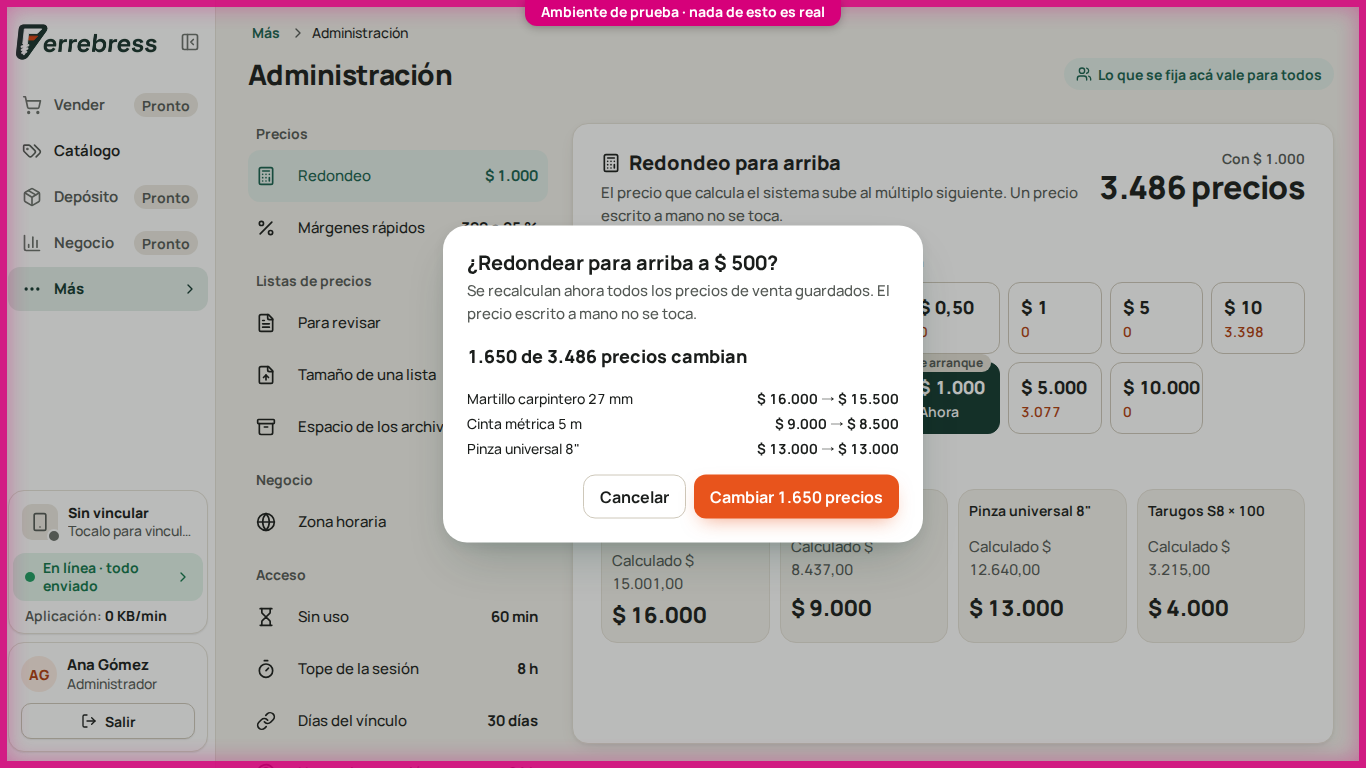 Ambiente de prueba · nada de esto es real
Ferrebress
Vender
Pronto
Catálogo
Depósito
Pronto
Negocio
Pronto
Más
Sin vincular
Tocalo para vincul...
En línea · todo
enviado
Aplicación: 0 KB/min
AG
Ana Gómez
Administrador
Salir
Más > Administración
Administración
Lo que se fija acá vale para todos
Precios
Redondeo
$ 1.000
Márgenes rápidos
Listas de precios
Para revisar
Tamaño de una lista
Espacio de los archiv
Negocio
Zona horaria
Acceso
Sin uso
60 min
Tope de la sesión
8 h
Días del vínculo
30 días
Redondeo para arriba
El precio que calcula el sistema sube al múltiplo siguiente. Un precio
escrito a mano no se toca.
Con $ 1.000
3.486 precios
$ 0,50
0
$ 1
0
$ 5
0
$ 10
3.398
e arranque
$ 1.000
Ahora
$ 5.000
3.077
$ 10.000
0
¿Redondear para arriba a $ 500?
Se recalculan ahora todos los precios de venta guardados. El
precio escrito a mano no se toca.
1.650 de 3.486 precios cambian
Martillo carpintero 27 mm
$ 16.000 → $ 15.500
Cinta métrica 5 m
$ 9.000 → $ 8.500
Pinza universal 8"
$ 13.000 → $ 13.000
Cancelar
Cambiar 1.650 precios
Calculado $
15.001,00
$ 16.000
Calculado $
8.437,00
$ 9.000
Pinza universal 8"
Calculado $
12.640,00
$ 13.000
Tarugos S8 × 100
Calculado $
3.215,00
$ 4.000